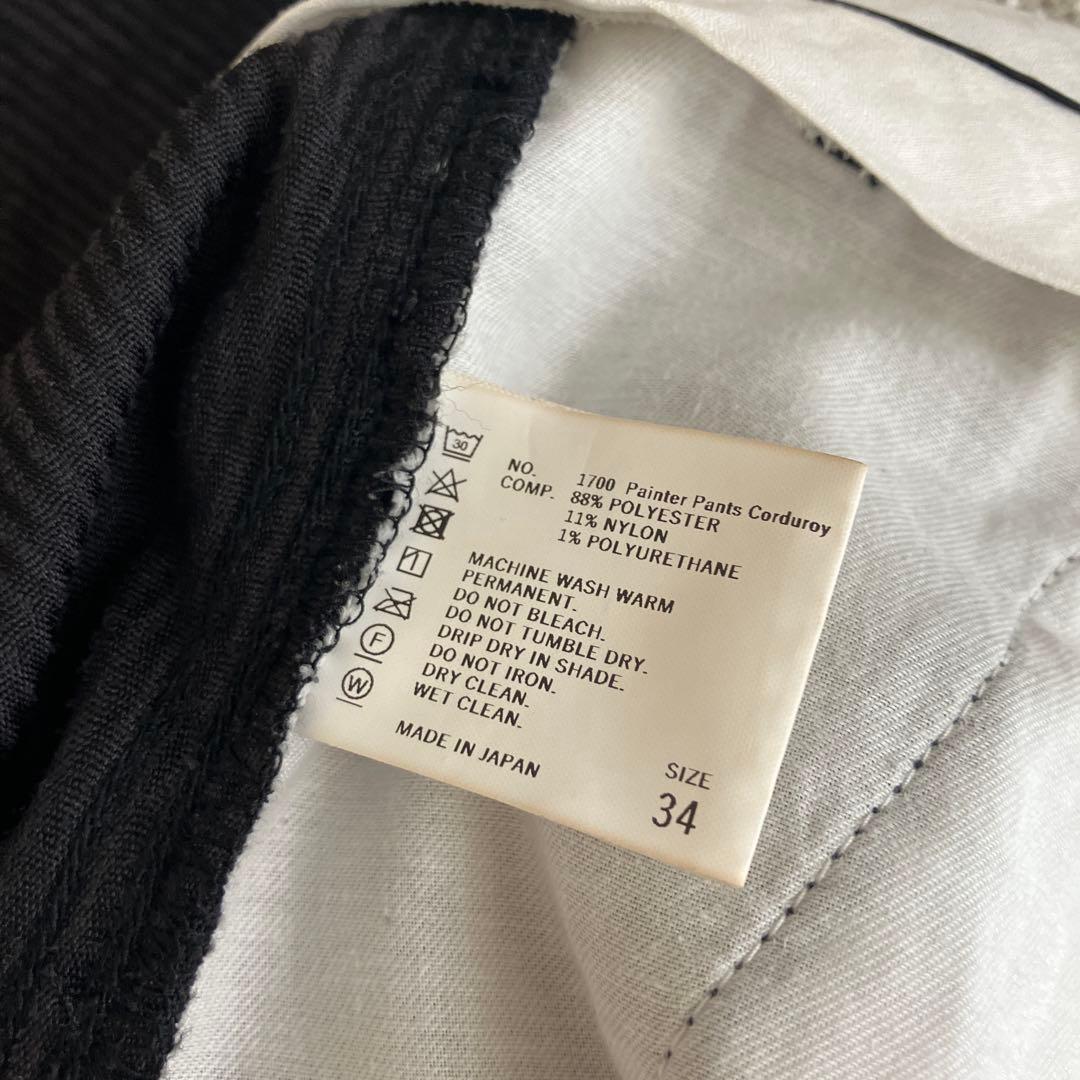 NO. 1700 Painter Pants Corduroy
COMP. 88% POLYESTER
11% NYLON
1% POLYURETHANE
30
MACHINE WASH WARM
PERMANENT.
DO NOT BLEACH.
DO NOT TUMBLE DRY.
DRIP DRY IN SHADE.
DO NOT IRON.
F
DRY CLEAN.
W
WET CLEAN.
MADE IN JAPAN
SIZE
34